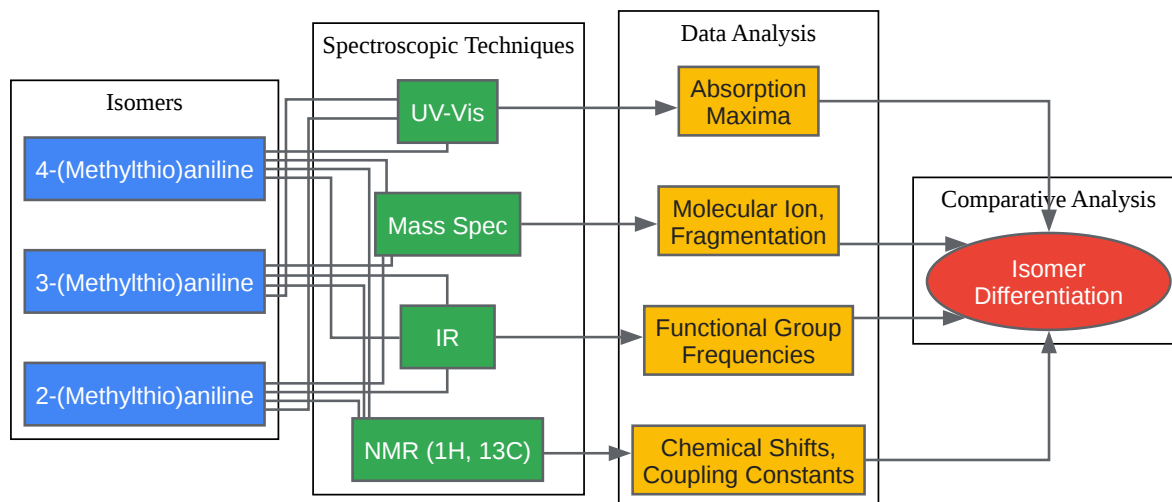 Isomers
4-(Methylthio)aniline
3-(Methylthio)aniline
2-(Methylthio)aniline
Spectroscopic Techniques
UV-Vis
Mass Spec
IR
NMR (1H, 13C)
Data Analysis
Absorption
Maxima
Molecular Ion,
Fragmentation
Functional Group
Frequencies
Chemical Shifts,
Coupling Constants
Comparative Analysis
Isomer
Differentiation